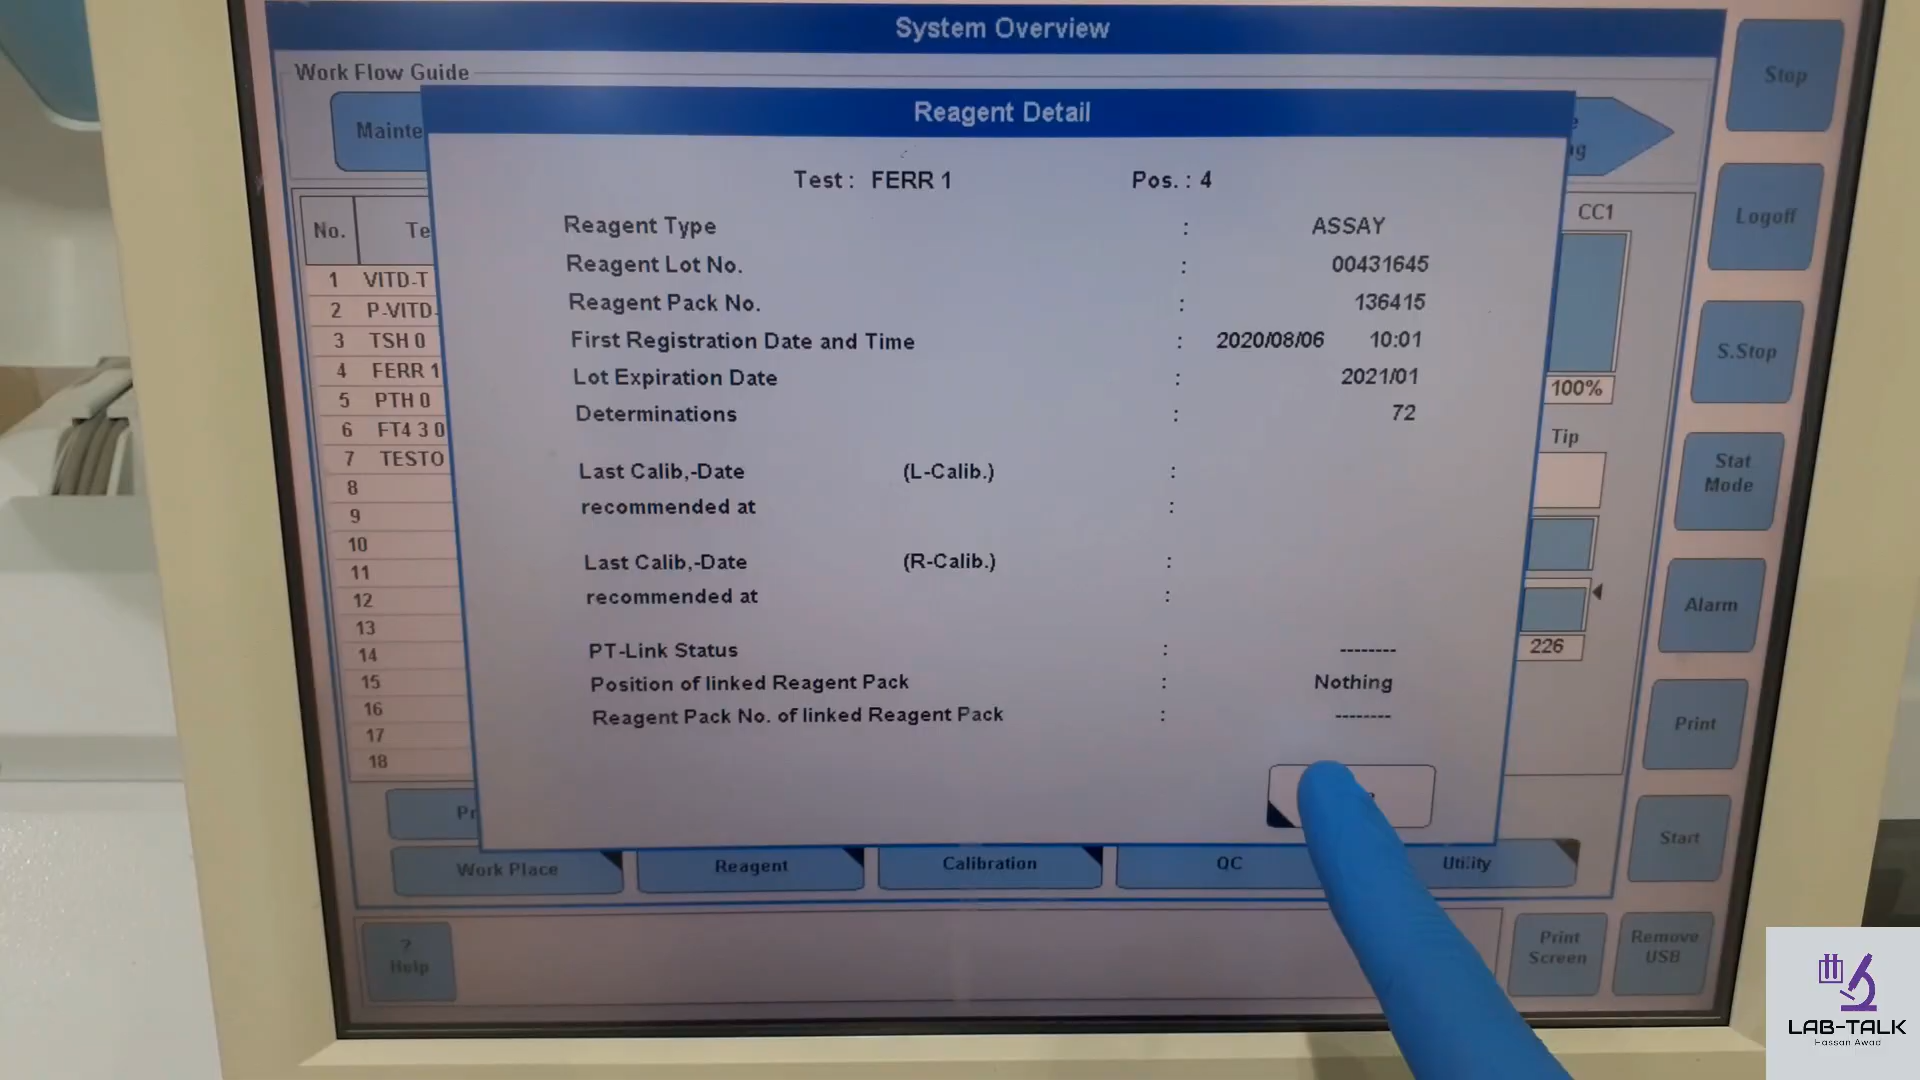 System Overview
Work Flow Guide
Mainte
Reagent Detail
Test : FERR 1 Pos. : 4
Reagent Type : ASSAY
Reagent Lot No. : 00431645
Reagent Pack No. : 136415
First Registration Date and Time : 2020/08/06 10:01
Lot Expiration Date : 2021/01
Determinations : 72
Last Calib,-Date (L-Calib.) :
recommended at :
Last Calib,-Date (R-Calib.) :
recommended at :
PT-Link Status : --------
Position of linked Reagent Pack : Nothing
Reagent Pack No. of linked Reagent Pack : --------
No. Te
1 VITD-T
2 P-VITD-
3 TSH 0
4 FERR 1
5 PTH 0
6 FT4 3 0
7 TESTO
8
9
10
11
12
13
14
15
16
17
18
CC1
100%
Tip
226
Work Place
Reagent
Calibration
QC
Utility
?
Help
Stop
Logoff
S.Stop
Stat
Mode
Alarm
Print
Start
Print
Screen
Remove
USB
LAB-TALK
Hassan Awad